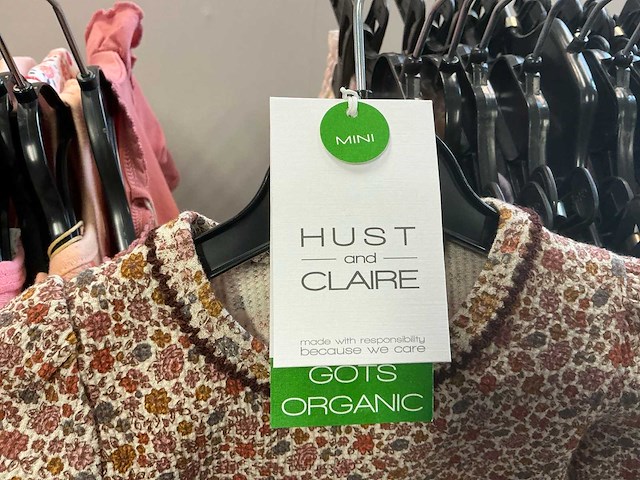 MINI
HUST
and
CLAIRE
made with responsibility
because we care
GOTS
ORGANIC